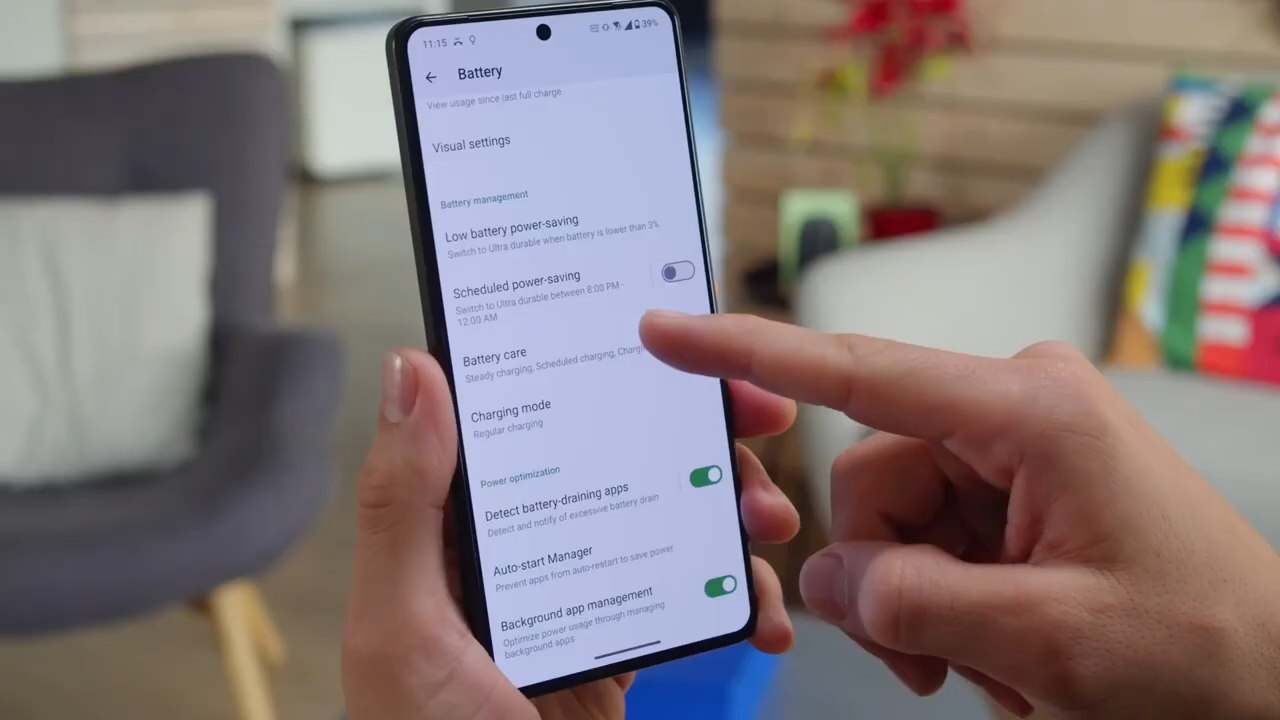 11:15
39%
Battery
View usage since last full charge
Visual settings
Battery management
Low battery power-saving
Switch to Ultra durable when battery is lower than 3%
Scheduled power-saving
Switch to Ultra durable between 8:00 PM -
12:00 AM
Battery care
Steady charging, Scheduled charging,
Charging mode
Regular charging
Power optimization
Detect battery-draining apps
Detect and notify of excessive battery drain
Auto-start Manager
Prevent apps from auto-restart to save power
Background app management
Optimize power usage through managing
background apps